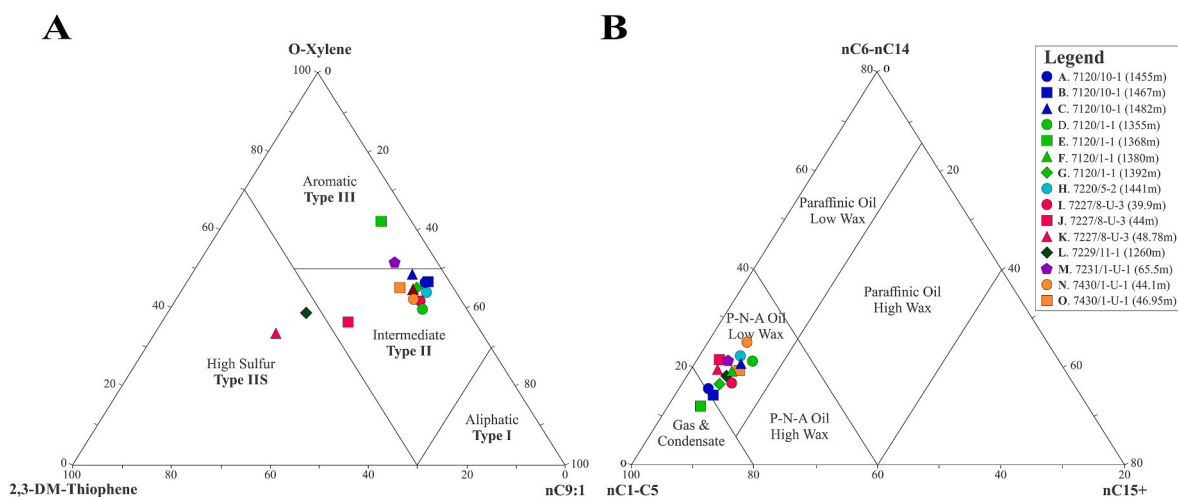 A
O-Xylene
100
0
80
20
Aromatic
Type III
60
40
40
60
High Sulfur
Type IIS
Intermediate
Type II
20
80
Aliphatic
Type I
0
100
100
80
60
40
20
0
2,3-DM-Thiophene
nC9:1
B
nC6-nC14
80
0
60
20
Paraffinic Oil
Low Wax
40
40
Paraffinic Oil
High Wax
P-N-A Oil
Low Wax
20
60
Gas &
Condensate
P-N-A Oil
High Wax
0
80
100
80
60
40
20
nC1-C5
nC15+
Legend
A. 7120/10-1 (1455m)
B. 7120/10-1 (1467m)
C. 7120/10-1 (1482m)
D. 7120/1-1 (1355m)
E. 7120/1-1 (1368m)
F. 7120/1-1 (1380m)
G. 7120/1-1 (1392m)
H. 7220/5-2 (1441m)
I. 7227/8-U-3 (39.9m)
J. 7227/8-U-3 (44m)
K. 7227/8-U-3 (48.78m)
L. 7229/11-1 (1260m)
M. 7231/1-U-1 (65.5m)
N. 7430/1-U-1 (44.1m)
O. 7430/1-U-1 (46.95m)